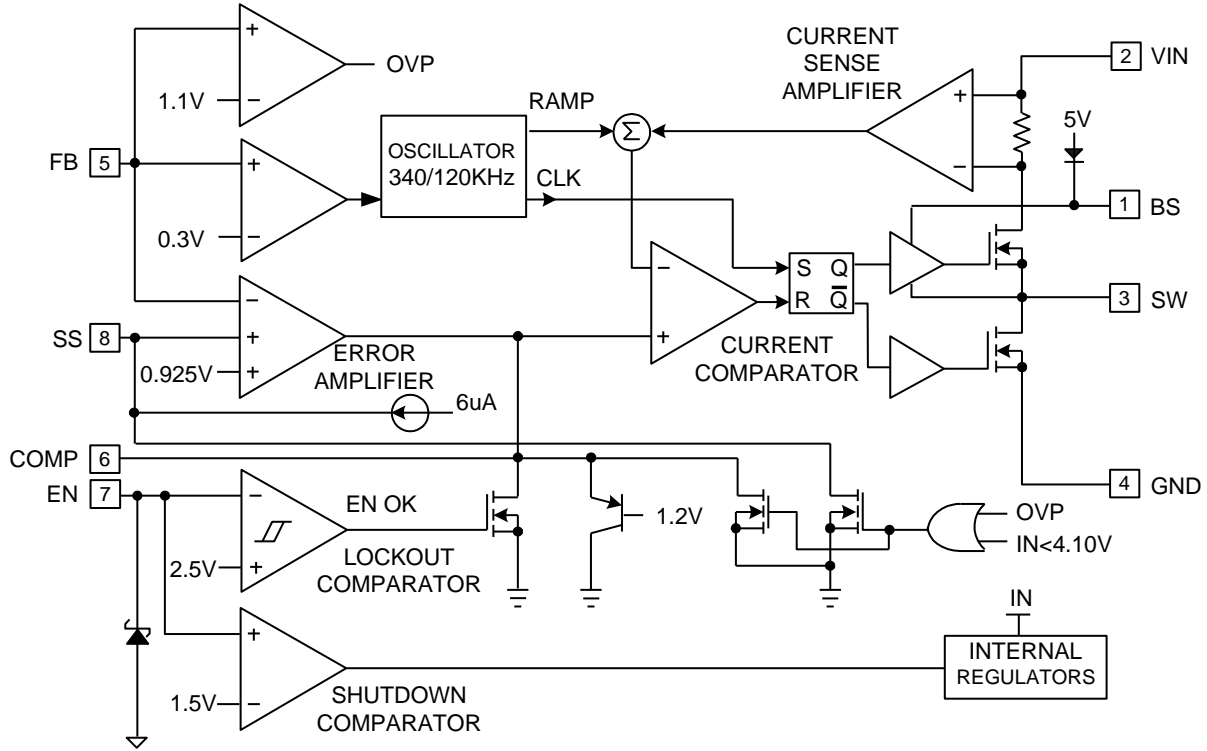 +
OVP
1.1V
−
CURRENT
SENSE
AMPLIFIER
+
−
2 VIN
5V
RAMP
Σ
FB 5
+
0.3V
−
OSCILLATOR
340/120KHz
CLK
1 BS
−
S Q
R Q̅
3 SW
SS 8
−
+
0.925V
+
ERROR
AMPLIFIER
+
CURRENT
COMPARATOR
6uA
COMP 6
EN 7
4 GND
−
EN OK
2.5V
+
LOCKOUT
COMPARATOR
1.2V
OVP
IN<4.10V
+
1.5V
−
SHUTDOWN
COMPARATOR
IN
INTERNAL
REGULATORS